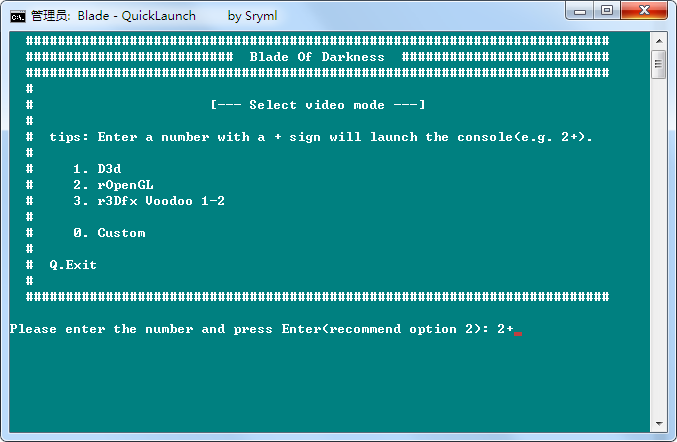 管理员: Blade - QuickLaunch by Sryml
#########################################################################
########################## Blade Of Darkness ##########################
#########################################################################
#
# [--- Select video mode ---]
#
# tips: Enter a number with a + sign will launch the console(e.g. 2+).
#
# 1. D3d
# 2. rOpenGL
# 3. r3Dfx Voodoo 1-2
#
# 0. Custom
#
# Q.Exit
#
#########################################################################
Please enter the number and press Enter(recommend option 2): 2+